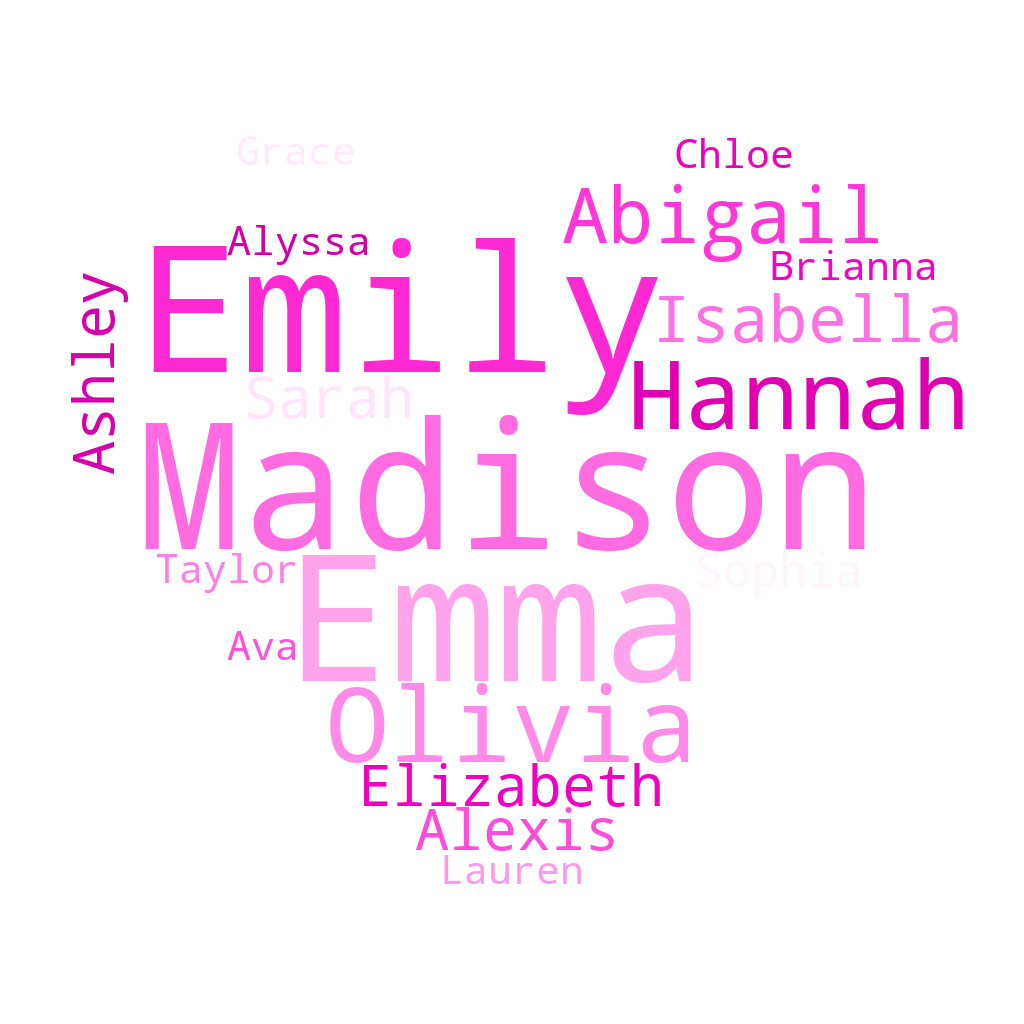 Grace
Chloe
Abigail
Alyssa
Emily
Brianna
Ashley
Isabella
Hannah
Sarah
Madison
Taylor
Emma
Sophia
Ava
Olivia
Elizabeth
Alexis
Lauren